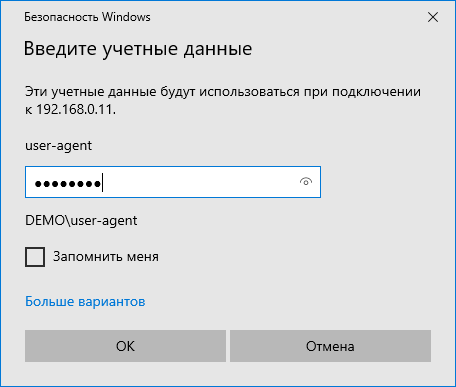 Безопасность Windows
Введите учетные данные
Эти учетные данные будут использоваться при подключении
к 192.168.0.11.
user-agent
●●●●●●●●
DEMO\user-agent
Запомнить меня
Больше вариантов
OK
Отмена